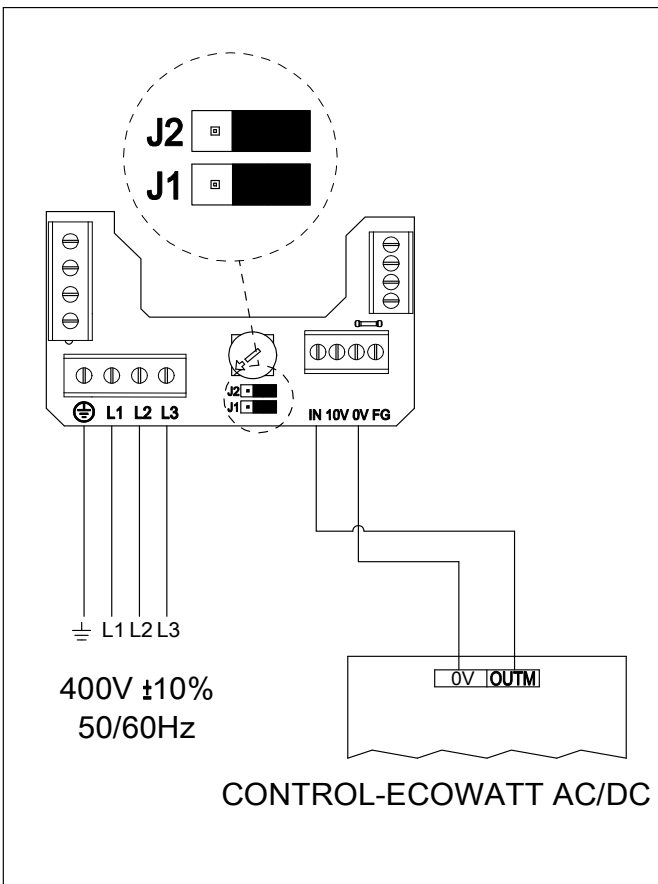 J2
J1
J2
J1
L1 L2 L3
IN 10V 0V FG
L1 L2 L3
400V ±10%
50/60Hz
0V OUTM
CONTROL-ECOWATT AC/DC